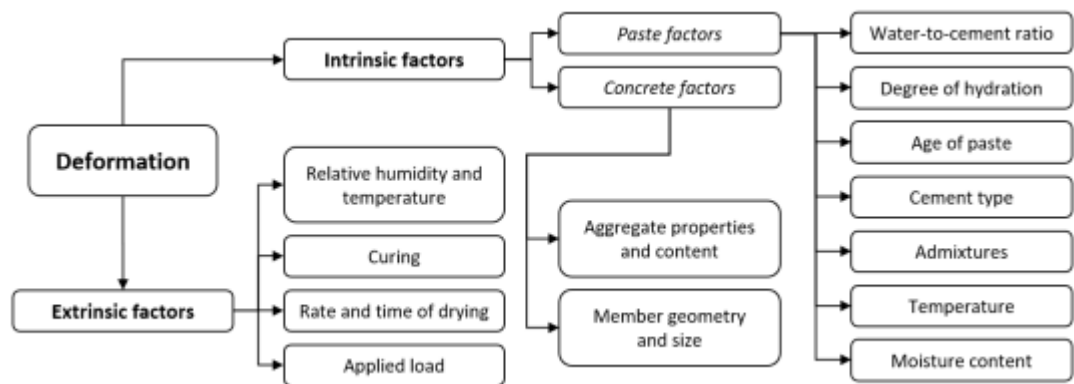 Deformation
Intrinsic factors
Paste factors
Concrete factors
Water-to-cement ratio
Degree of hydration
Age of paste
Cement type
Admixtures
Temperature
Moisture content
Aggregate properties
and content
Member geometry
and size
Extrinsic factors
Relative humidity and
temperature
Curing
Rate and time of drying
Applied load